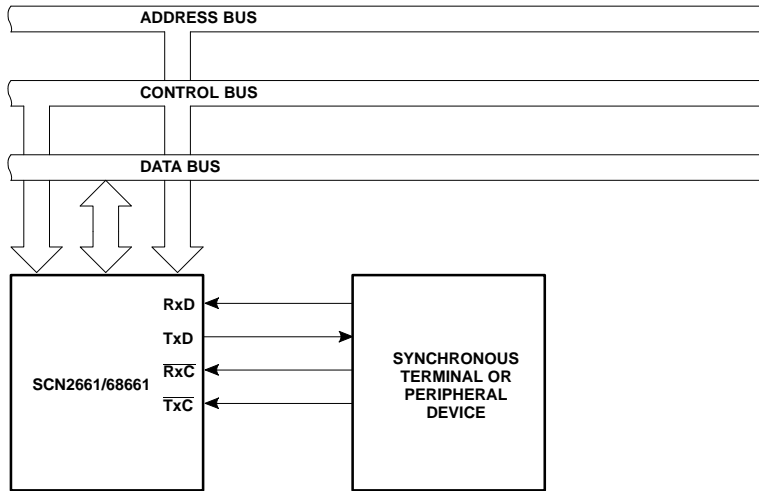 ADDRESS BUS
CONTROL BUS
DATA BUS
RxD
TxD
RxC
TxC
SCN2661/68661
SYNCHRONOUS
TERMINAL OR
PERIPHERAL
DEVICE